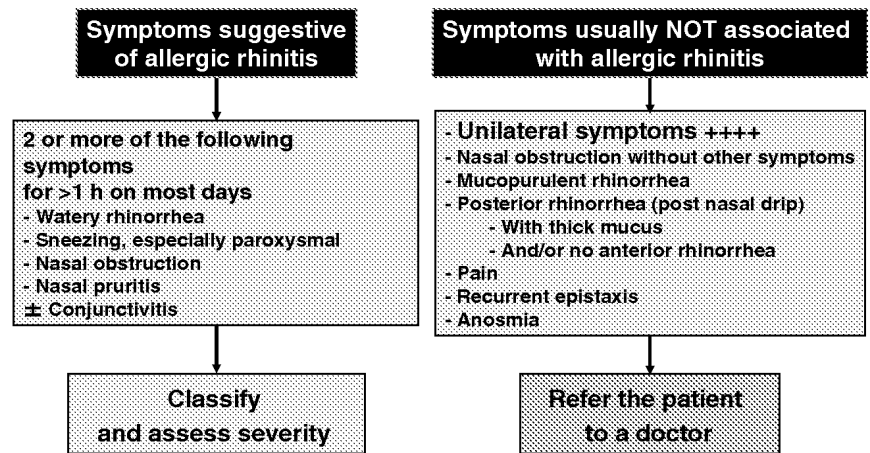 Symptoms suggestive
of allergic rhinitis
2 or more of the following
symptoms
for >1 h on most days
- Watery rhinorrhea
- Sneezing, especially paroxysmal
- Nasal obstruction
- Nasal pruritis
± Conjunctivitis
Classify
and assess severity
Symptoms usually NOT associated
with allergic rhinitis
- Unilateral symptoms ++++
- Nasal obstruction without other symptoms
- Mucopurulent rhinorrhea
- Posterior rhinorrhea (post nasal drip)
- With thick mucus
- And/or no anterior rhinorrhea
- Pain
- Recurrent epistaxis
- Anosmia
Refer the patient
to a doctor